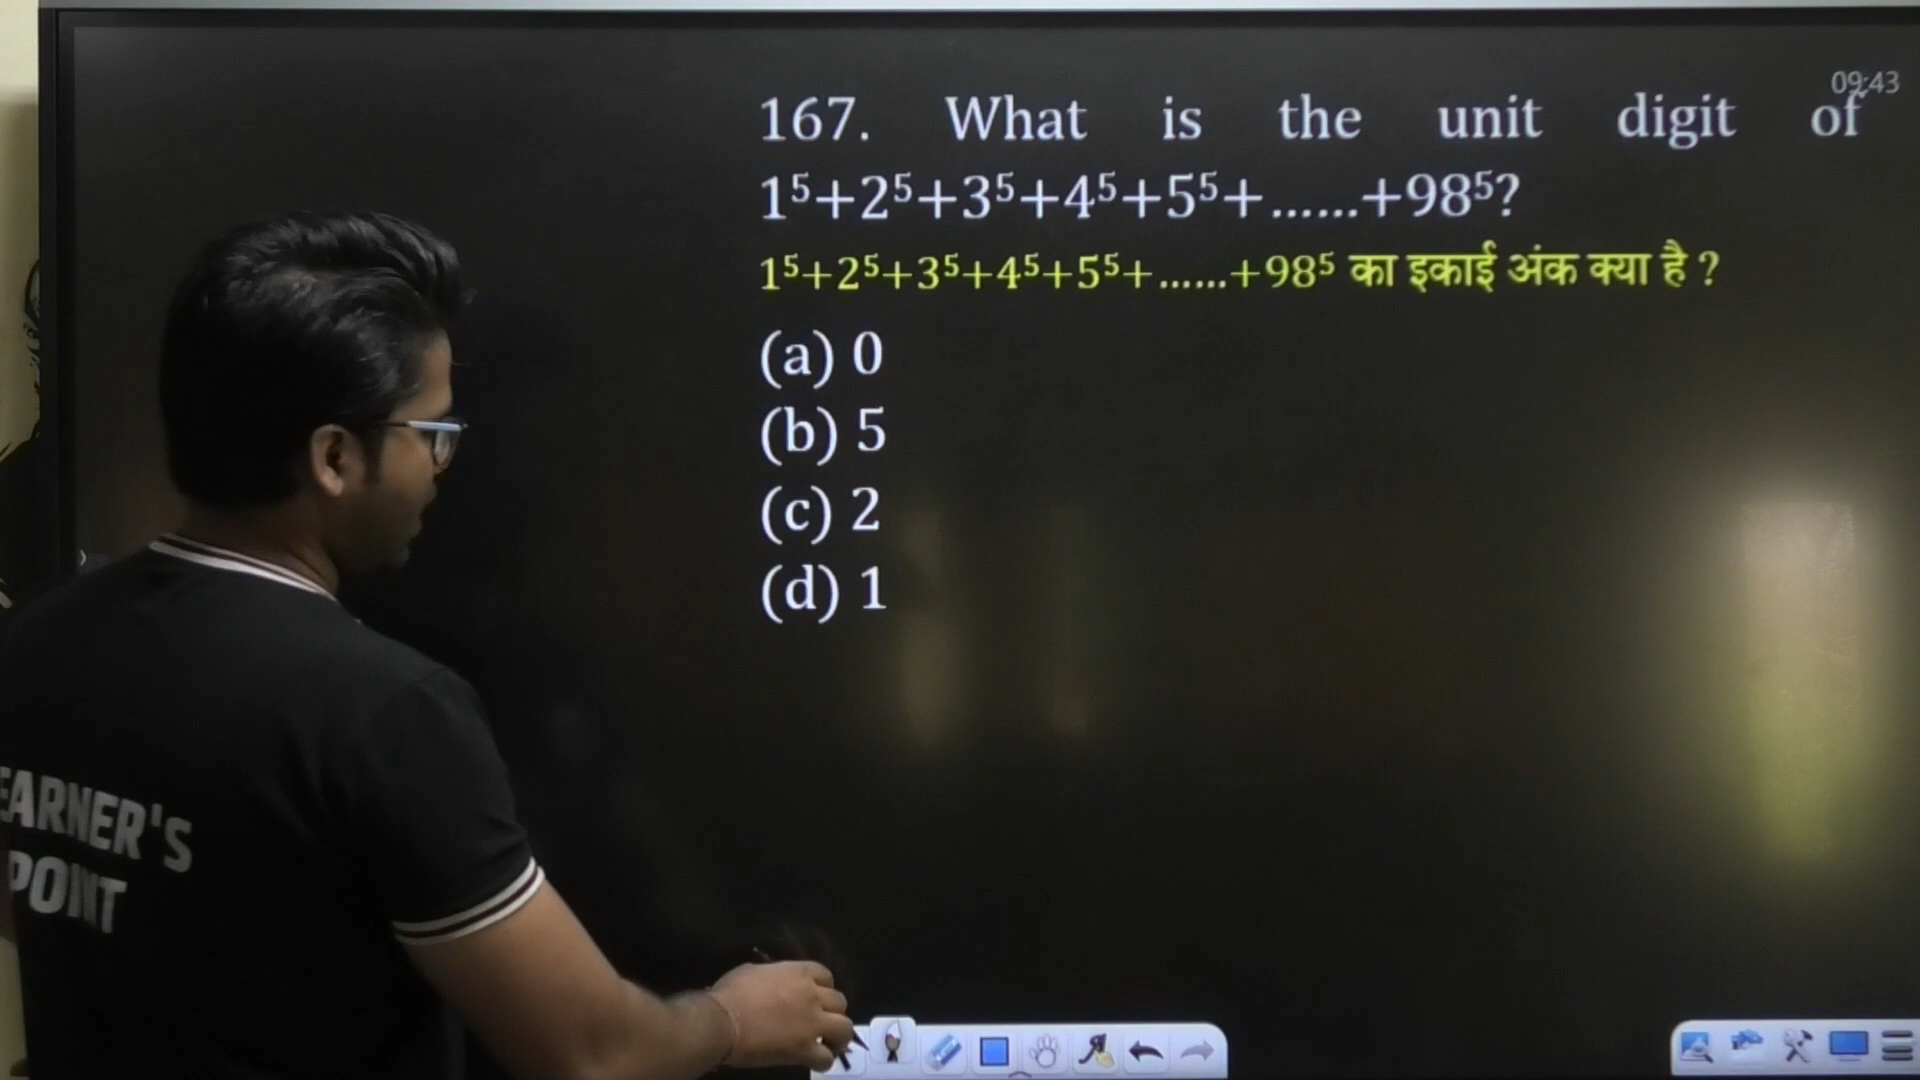 09:43
167. What is the unit digit of
1⁵+2⁵+3⁵+4⁵+5⁵+......+98⁵?
1⁵+2⁵+3⁵+4⁵+5⁵+......+98⁵ का इकाई अंक क्या है ?
(a) 0
(b) 5
(c) 2
(d) 1
EARNER'S
POINT